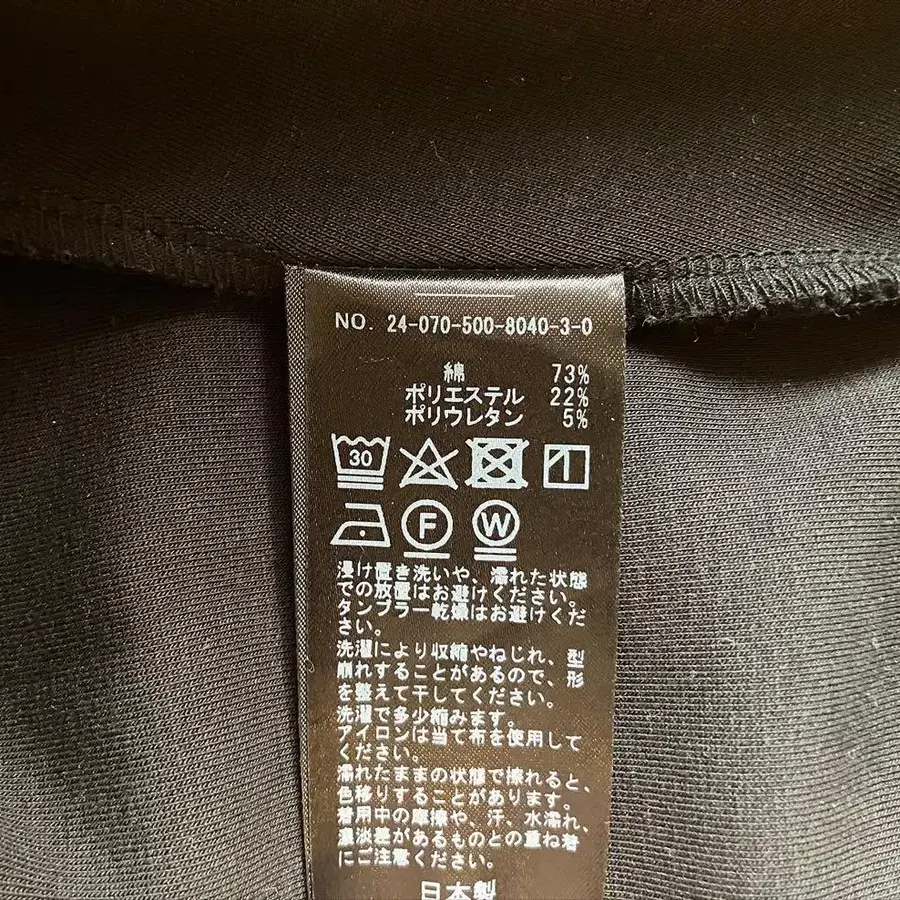 NO. 24-070-500-8040-3-0
綿 73%
ポリエステル 22%
ポリウレタン 5%
30
F W
浸け置き洗いや、濡れた状態
での放置はお避けください。
タンブラー乾燥はお避けくだ
さい。
洗濯により収縮やねじれ、型
崩れすることがあるので、形
を整えて干してください。
洗濯で多少縮みます。
アイロンは当て布を使用して
ください。
濡れたままの状態で擦れると、
色移りすることがあります。
着用中の摩擦や、汗、水濡れ、
濃淡差があるものとの重ね着
にご注意ください。
日本製